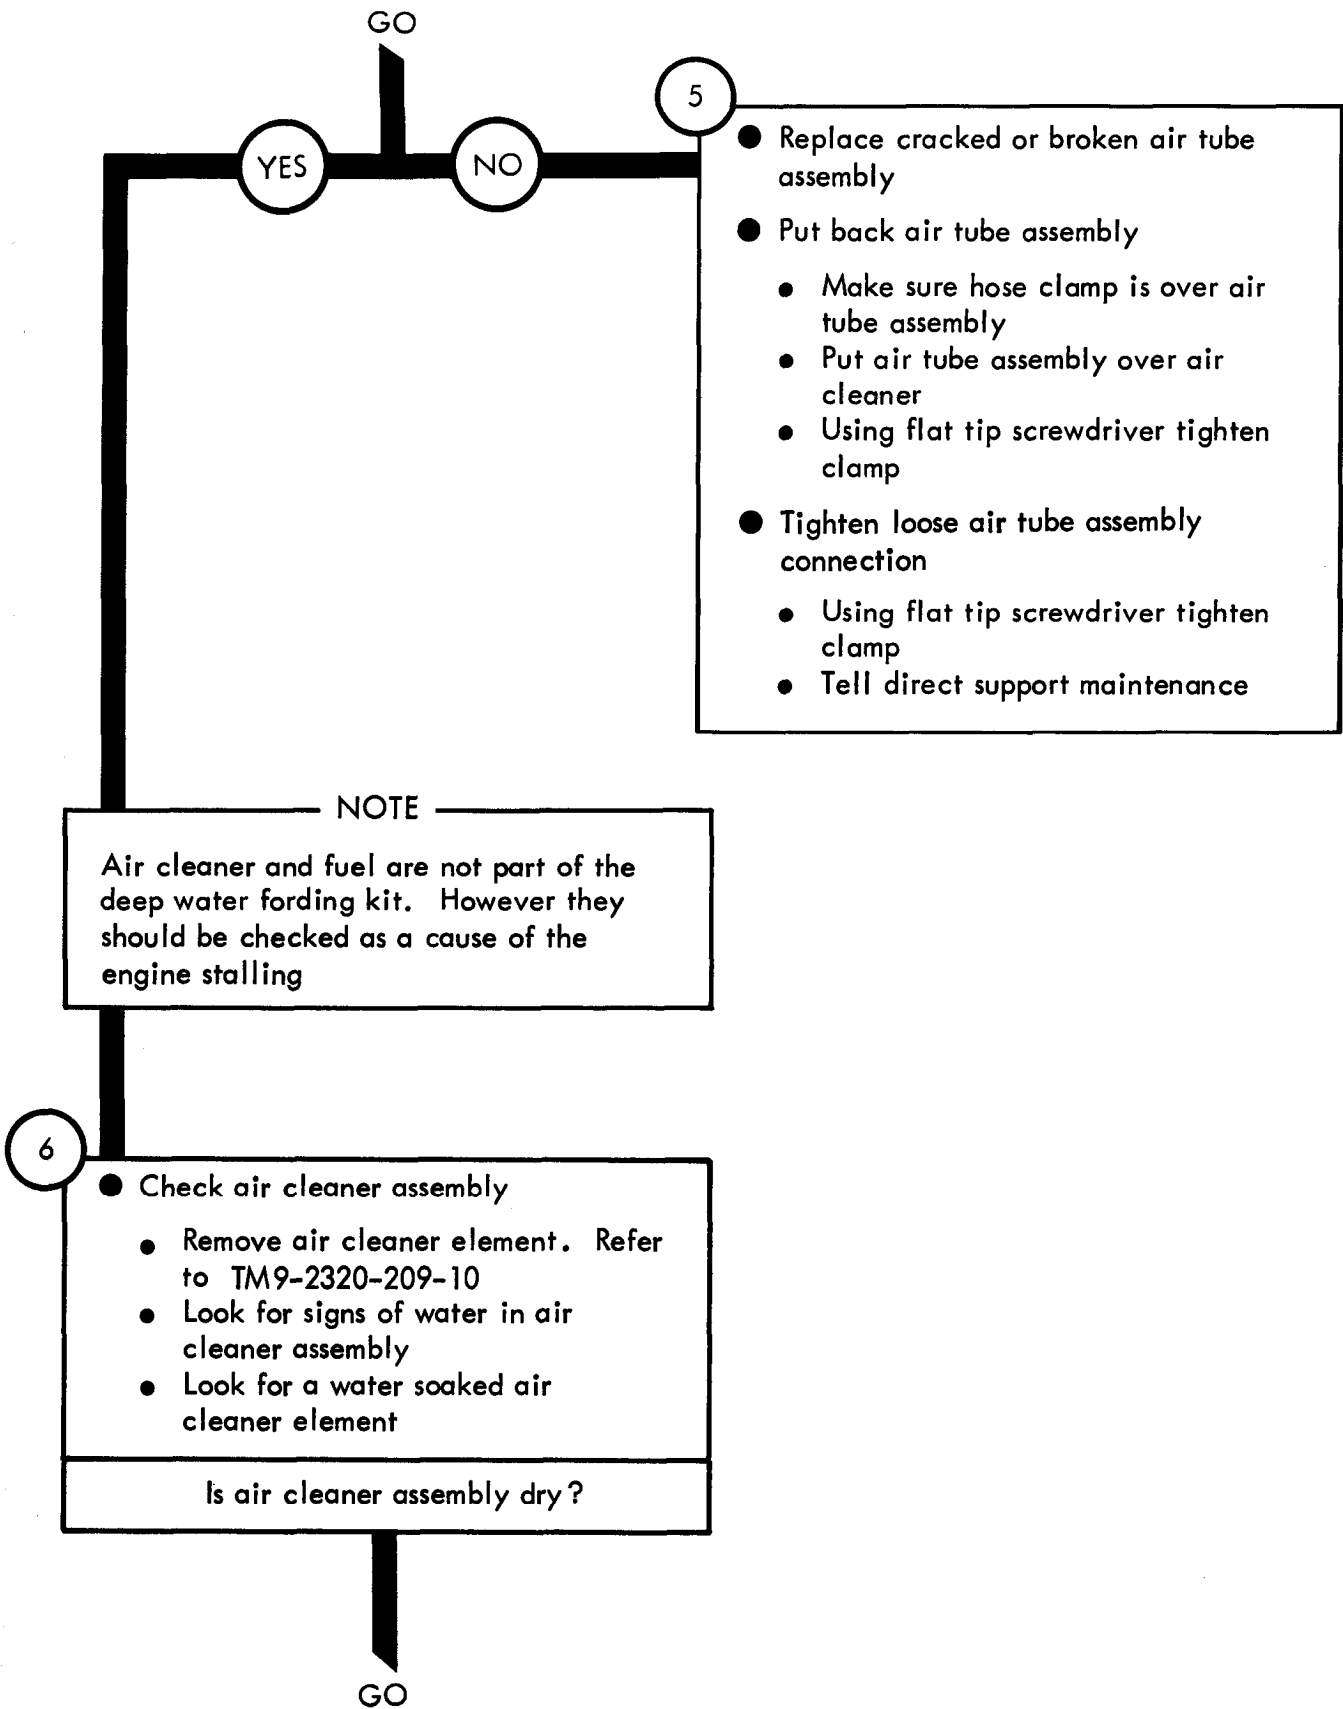 GO
YES
NO
5
● Replace cracked or broken air tube
assembly
● Put back air tube assembly
● Make sure hose clamp is over air
tube assembly
● Put air tube assembly over air
cleaner
● Using flat tip screwdriver tighten
clamp
● Tighten loose air tube assembly
connection
● Using flat tip screwdriver tighten
clamp
● Tell direct support maintenance
NOTE
Air cleaner and fuel are not part of the
deep water fording kit. However they
should be checked as a cause of the
engine stalling
6
● Check air cleaner assembly
● Remove air cleaner element. Refer
to TM9-2320-209-10
● Look for signs of water in air
cleaner assembly
● Look for a water soaked air
cleaner element
Is air cleaner assembly dry?
GO